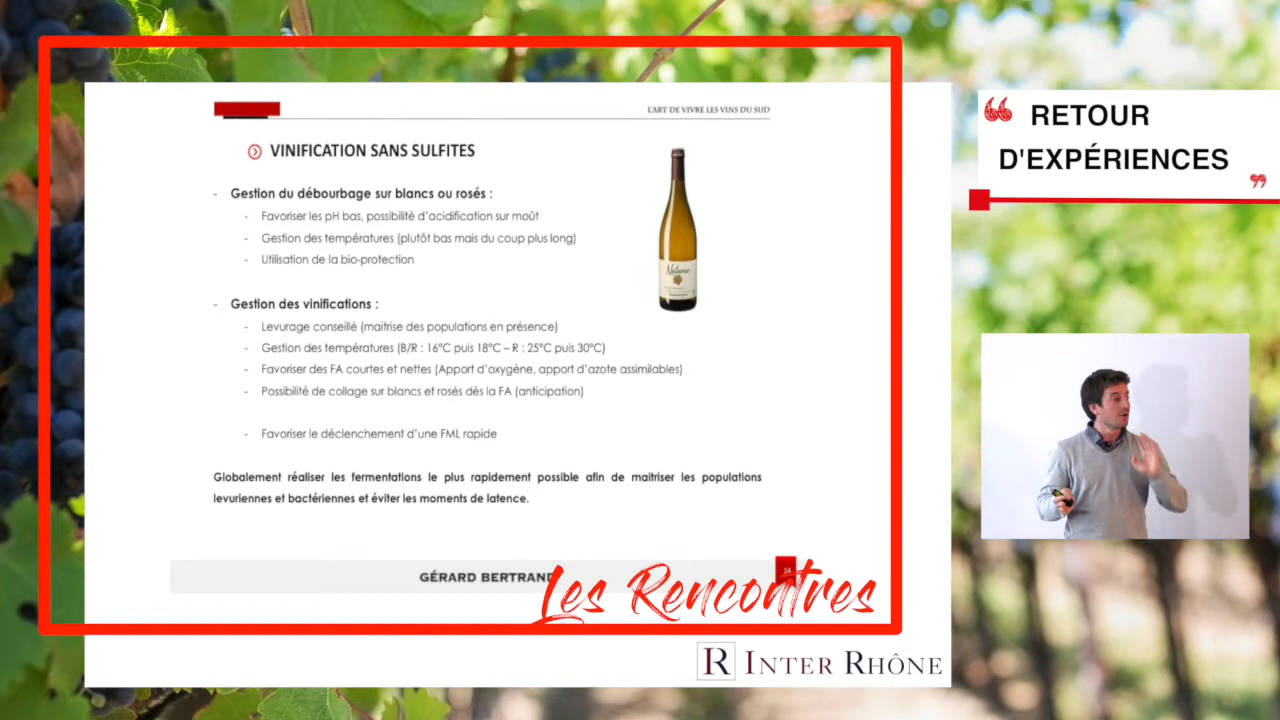 L'ART DE VIVRE LES VINS DU SUD
VINIFICATION SANS SULFITES
- Gestion du débourbage sur blancs ou rosés :
- Favoriser les pH bas, possibilité d'acidification sur moût
- Gestion des températures (plutôt bas mais du coup plus long)
- Utilisation de la bio-protection
Nature
- Gestion des vinifications :
- Levurage conseillé (maitrise des populations en présence)
- Gestion des températures (B/R : 16°C puis 18°C – R : 25°C puis 30°C)
- Favoriser des FA courtes et nettes (Apport d'oxygène, apport d'azote assimilables)
- Possibilité de collage sur blancs et rosés dès la FA (anticipation)
- Favoriser le déclenchement d'une FML rapide
Globalement réaliser les fermentations le plus rapidement possible afin de maitriser les populations
levuriennes et bactériennes et éviter les moments de latence.
GÉRARD BERTRAND
Les Rencontres
R INTER RHÔNE
❝ RETOUR
D'EXPÉRIENCES ❞